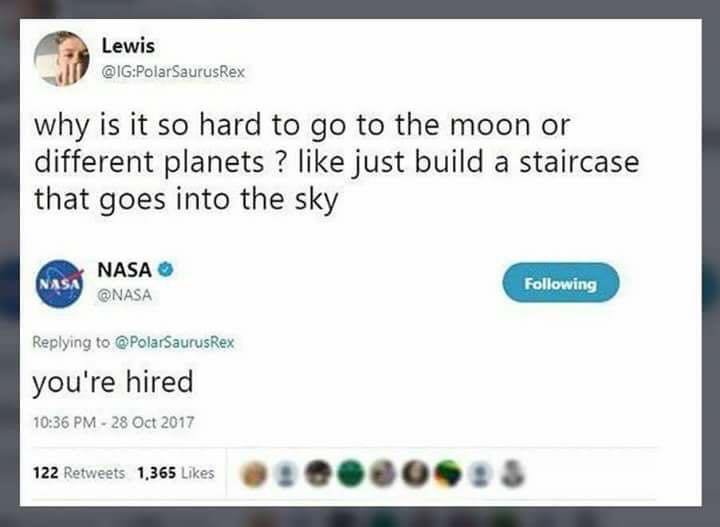 Lewis
@IG:PolarSaurusRex
why is it so hard to go to the moon or
different planets ? like just build a staircase
that goes into the sky
NASA
NASA
@NASA
Following
Replying to @PolarSaurusRex
you're hired
10:36 PM - 28 Oct 2017
122 Retweets 1,365 Likes